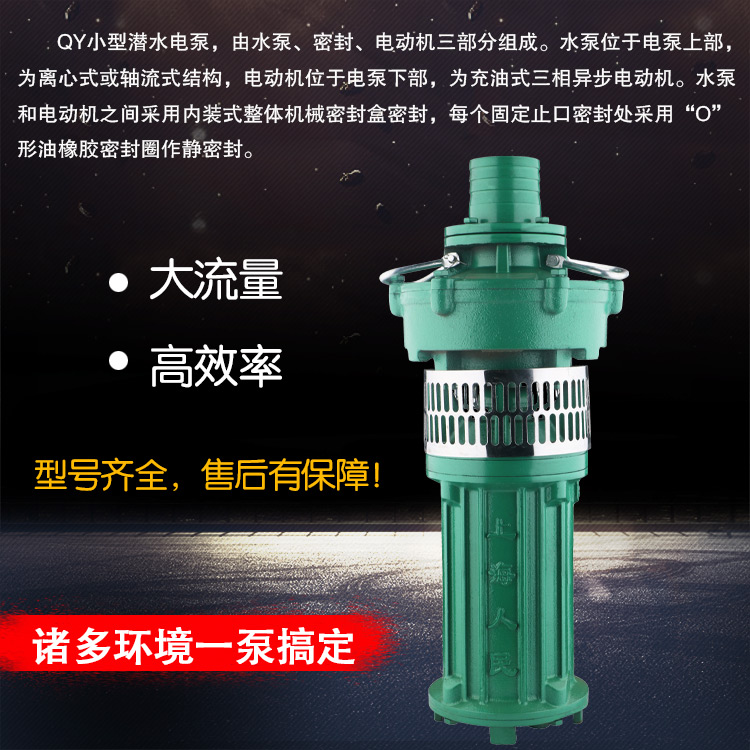 QY小型潜水电泵，由水泵、密封、电动机三部分组成。水泵位于电泵上部，
为离心式或轴流式结构，电动机位于电泵下部，为充油式三相异步电动机。水泵
和电动机之间采用内装式整体机械密封盒密封，每个固定止口密封处采用“O”
形油橡胶密封圈作静密封。
大流量
高效率
型号齐全，售后有保障!
诸多环境一泵搞定
上海人民